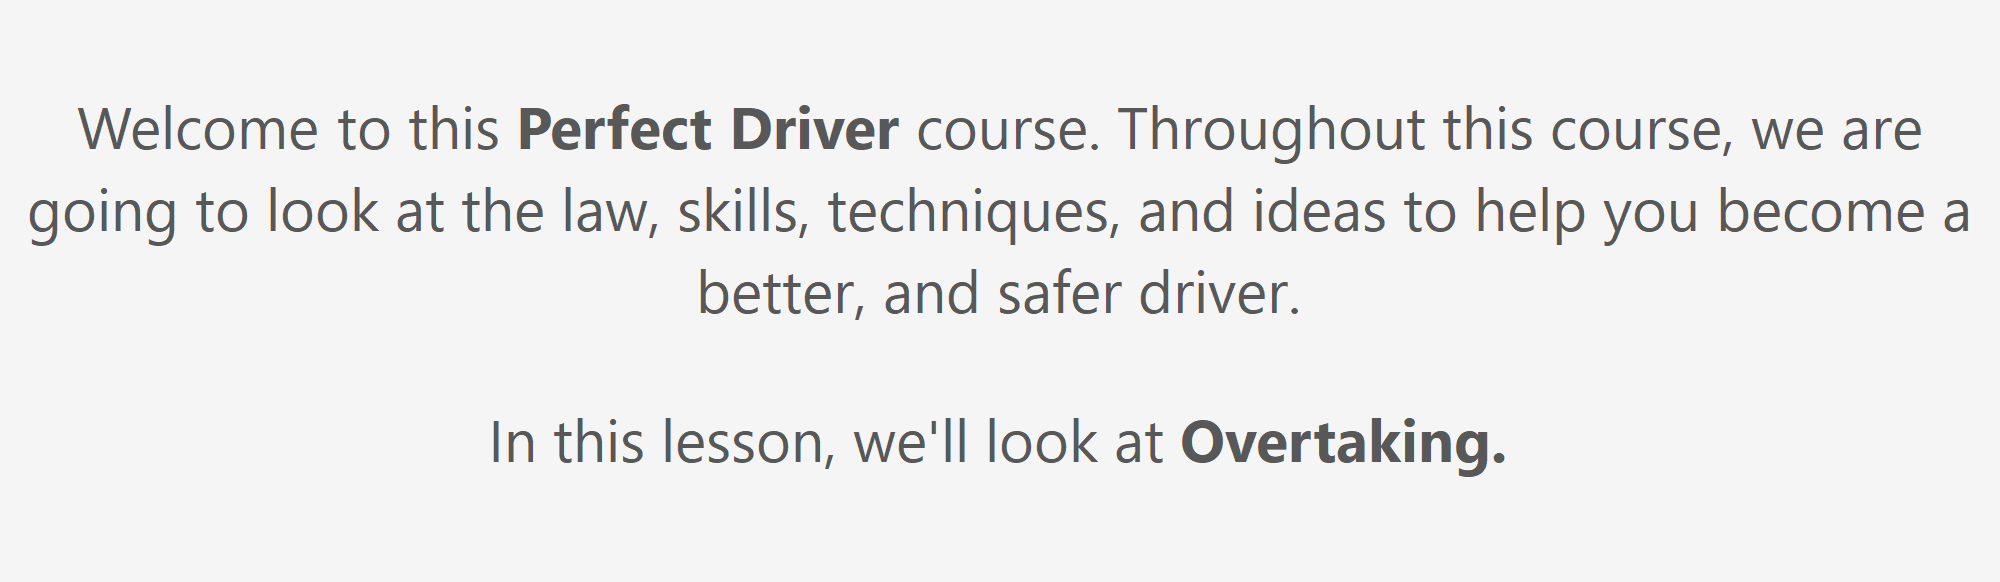 Welcome to this Perfect Driver course. Throughout this course, we are
going to look at the law, skills, techniques, and ideas to help you become a
better, and safer driver.
In this lesson, we'll look at Overtaking.